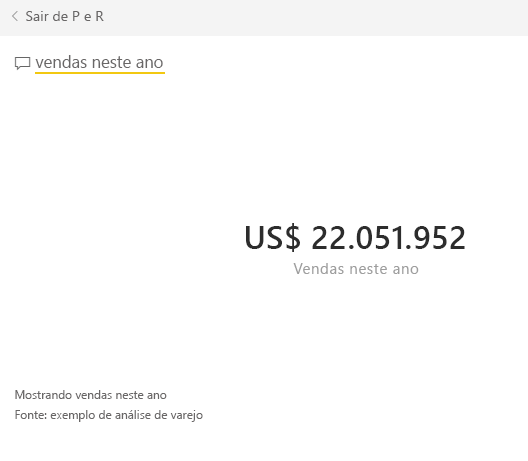 Sair de P e R
vendas neste ano
US$ 22.051.952
Vendas neste ano
Mostrando vendas neste ano
Fonte: exemplo de análise de varejo